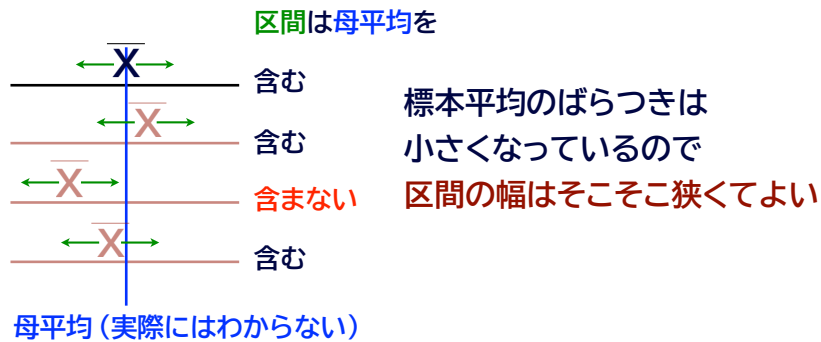 区間は母平均を
X
含む
標本平均のばらつきは
X
含む
小さくなっているので
X
含まない
区間の幅はそこそこ狭くてよい
X
含む
母平均（実際にはわからない）